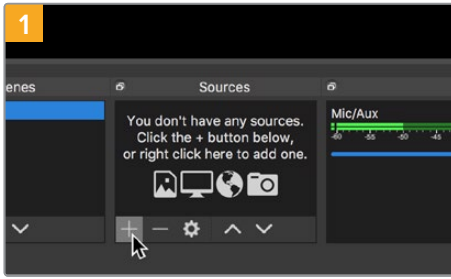 1
enes
Sources
You don't have any sources.
Click the + button below,
or right click here to add one.
Mic/Aux
-60 -55 -50 -45